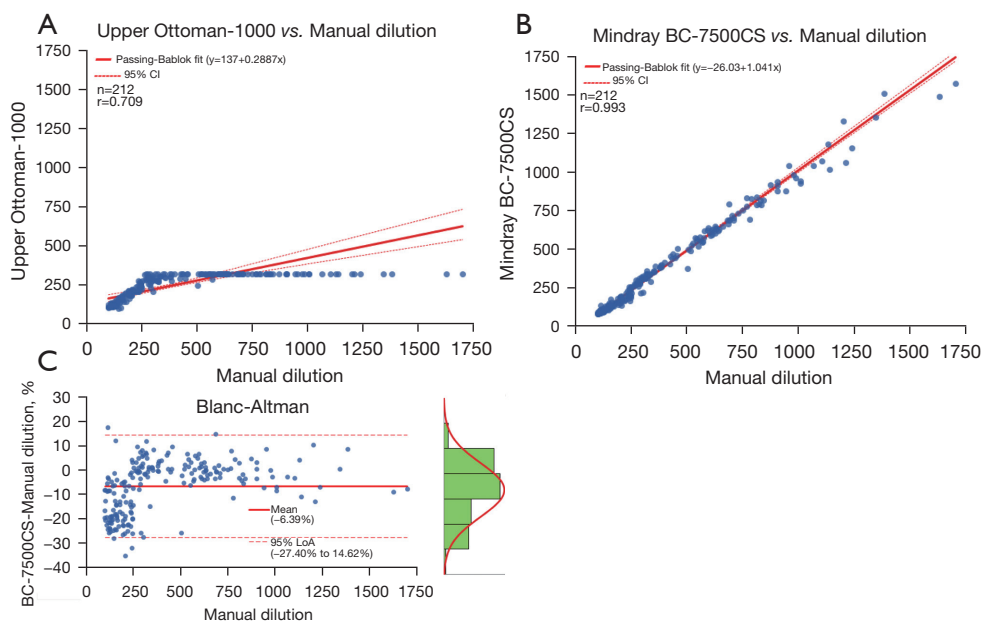 A
Upper Ottoman-1000 vs. Manual dilution
1750
1500
1250
1000
750
500
250
0
Upper Ottoman-1000
Passing-Bablok fit (y=137+0.2887x)
95% CI
n=212
r=0.709
0 250 500 750 1000 1250 1500 1750
Manual dilution
B
Mindray BC-7500CS vs. Manual dilution
1750
1500
1250
1000
750
500
250
0
Mindray BC-7500CS
Passing-Bablok fit (y=−26.03+1.041x)
95% CI
n=212
r=0.993
0 250 500 750 1000 1250 1500 1750
Manual dilution
C
Blanc-Altman
30
20
10
0
−10
−20
−30
−40
BC-7500CS-Manual dilution, %
Mean
(−6.39%)
95% LoA
(−27.40% to 14.62%)
0 250 500 750 1000 1250 1500 1750
Manual dilution